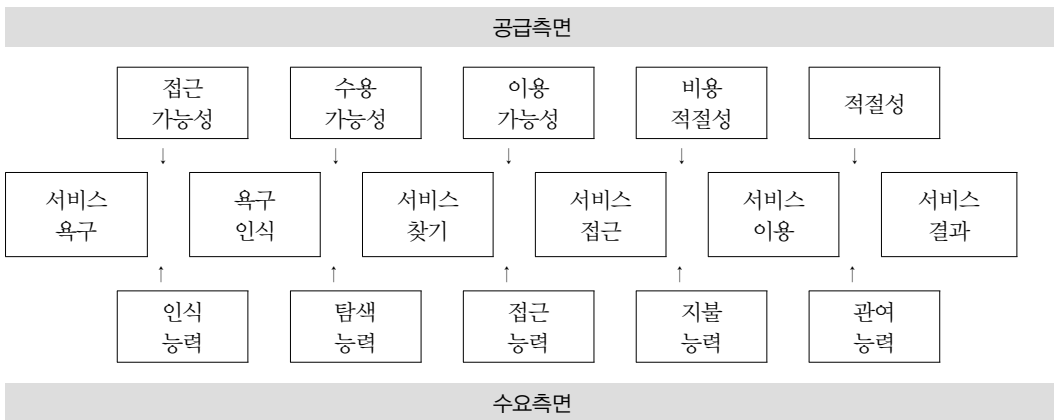 공급측면
접근
가능성
수용
가능성
이용
가능성
비용
적절성
적절성
↓ ↓ ↓ ↓ ↓
서비스
욕구
욕구
인식
서비스
찾기
서비스
접근
서비스
이용
서비스
결과
↑ ↑ ↑ ↑ ↑
인식
능력
탐색
능력
접근
능력
지불
능력
관여
능력
수요측면